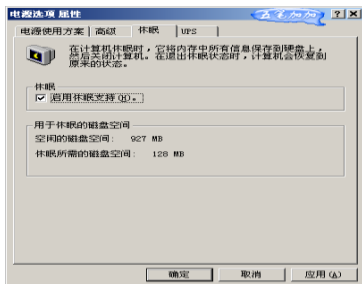 电源选项 属性
电源使用方案 高级 休眠 UPS
在计算机休眠时，它将内存中所有信息保存到硬盘上，
然后关闭计算机。在退出休眠状态时，计算机会恢复到
原来的状态。
休眠
启用休眠支持(H)。
用于休眠的磁盘空间
空闲的磁盘空间： 927 MB
休眠所需的磁盘空间： 128 MB
确定 取消 应用(A)